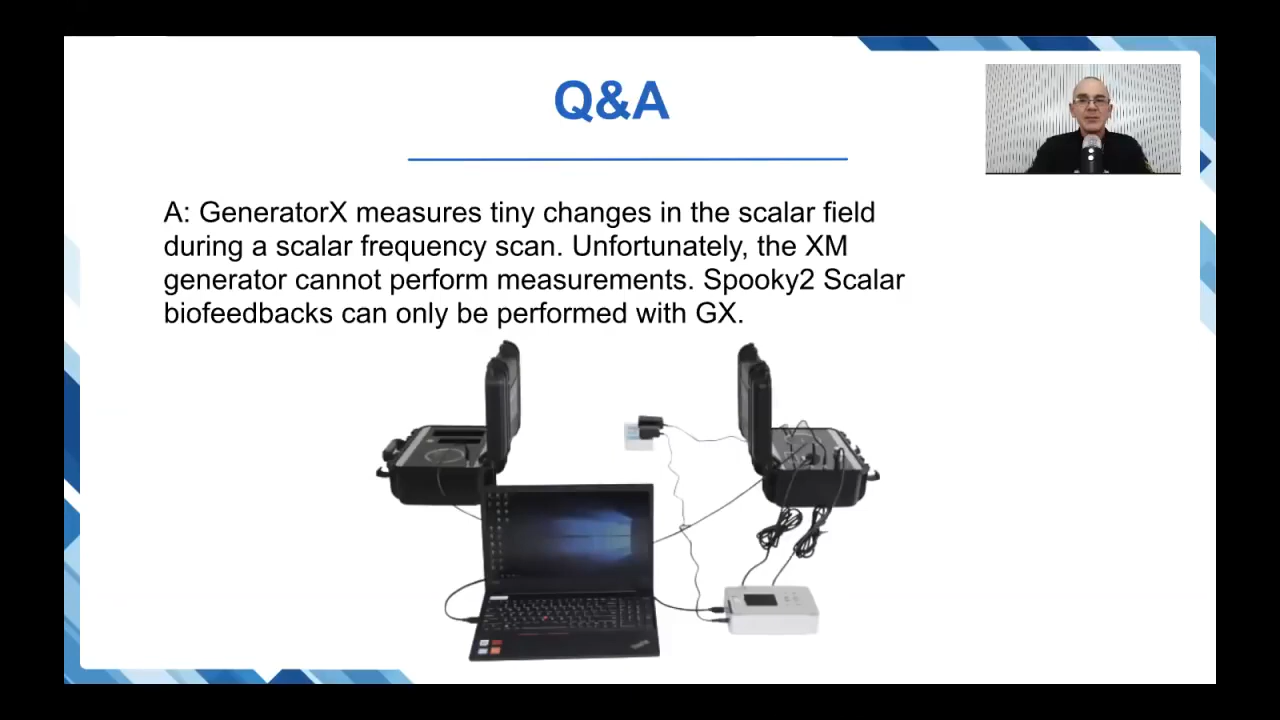 Q&A
A: GeneratorX measures tiny changes in the scalar field
during a scalar frequency scan. Unfortunately, the XM
generator cannot perform measurements. Spooky2 Scalar
biofeedbacks can only be performed with GX.